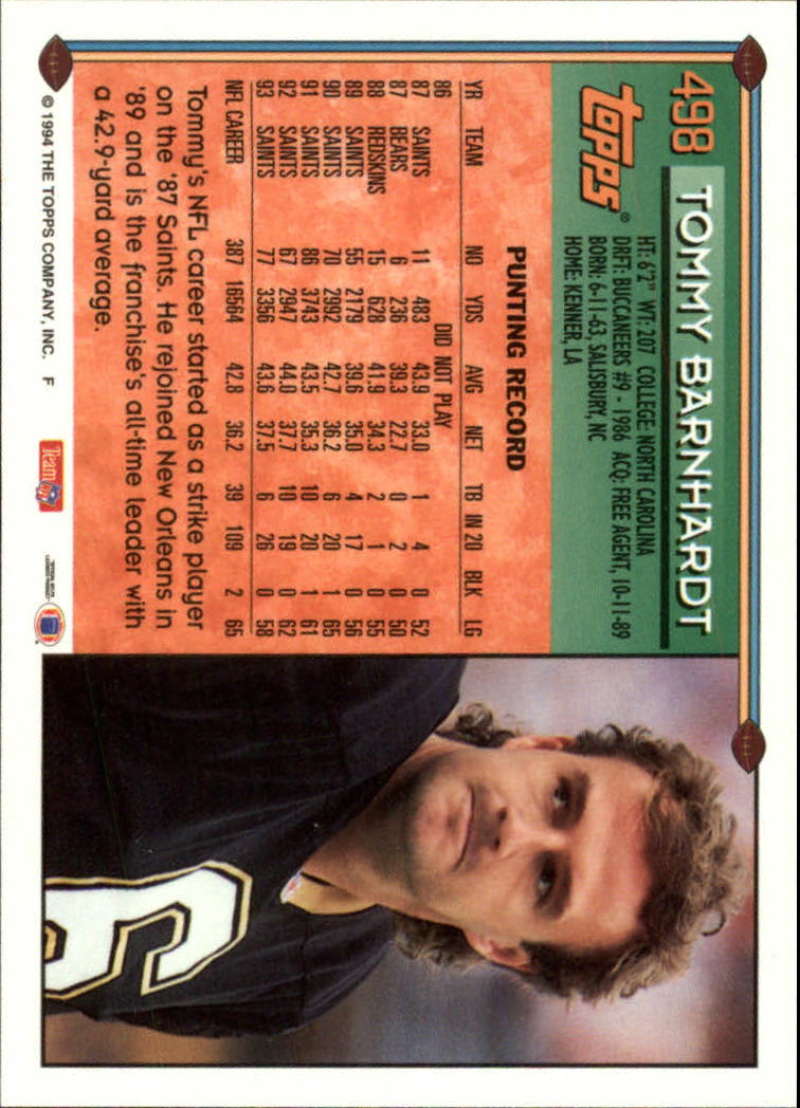 498 TOMMY BARNHARDT
topps®
HT: 6'2" WT: 207 COLLEGE: NORTH CAROLINA
DRFT: BUCCANEERS #9 - 1986 ACQ: FREE AGENT, 10-11-89
BORN: 6-11-63, SALISBURY, NC
HOME: KENNER, LA
PUNTING RECORD
YR TEAM NO YDS AVG NET TB IN 20 BLK LG
86 DID NOT PLAY
87 SAINTS 11 483 43.9 33.0 1 4 0 52
87 BEARS 6 236 39.3 22.7 0 2 0 50
88 REDSKINS 15 628 41.9 34.3 2 1 0 55
89 SAINTS 55 2179 39.6 35.0 4 17 0 56
90 SAINTS 70 2992 42.7 36.2 6 20 1 65
91 SAINTS 86 3743 43.5 35.3 10 20 1 61
92 SAINTS 67 2947 44.0 37.7 10 19 0 62
93 SAINTS 77 3356 43.6 37.5 6 26 0 58
NFL CAREER 387 16564 42.8 36.2 39 109 2 65
Tommy's NFL career started as a strike player
on the '87 Saints. He rejoined New Orleans in
'89 and is the franchise's all-time leader with
a 42.9-yard average.
© 1994 THE TOPPS COMPANY, INC. F
Team NFL
6